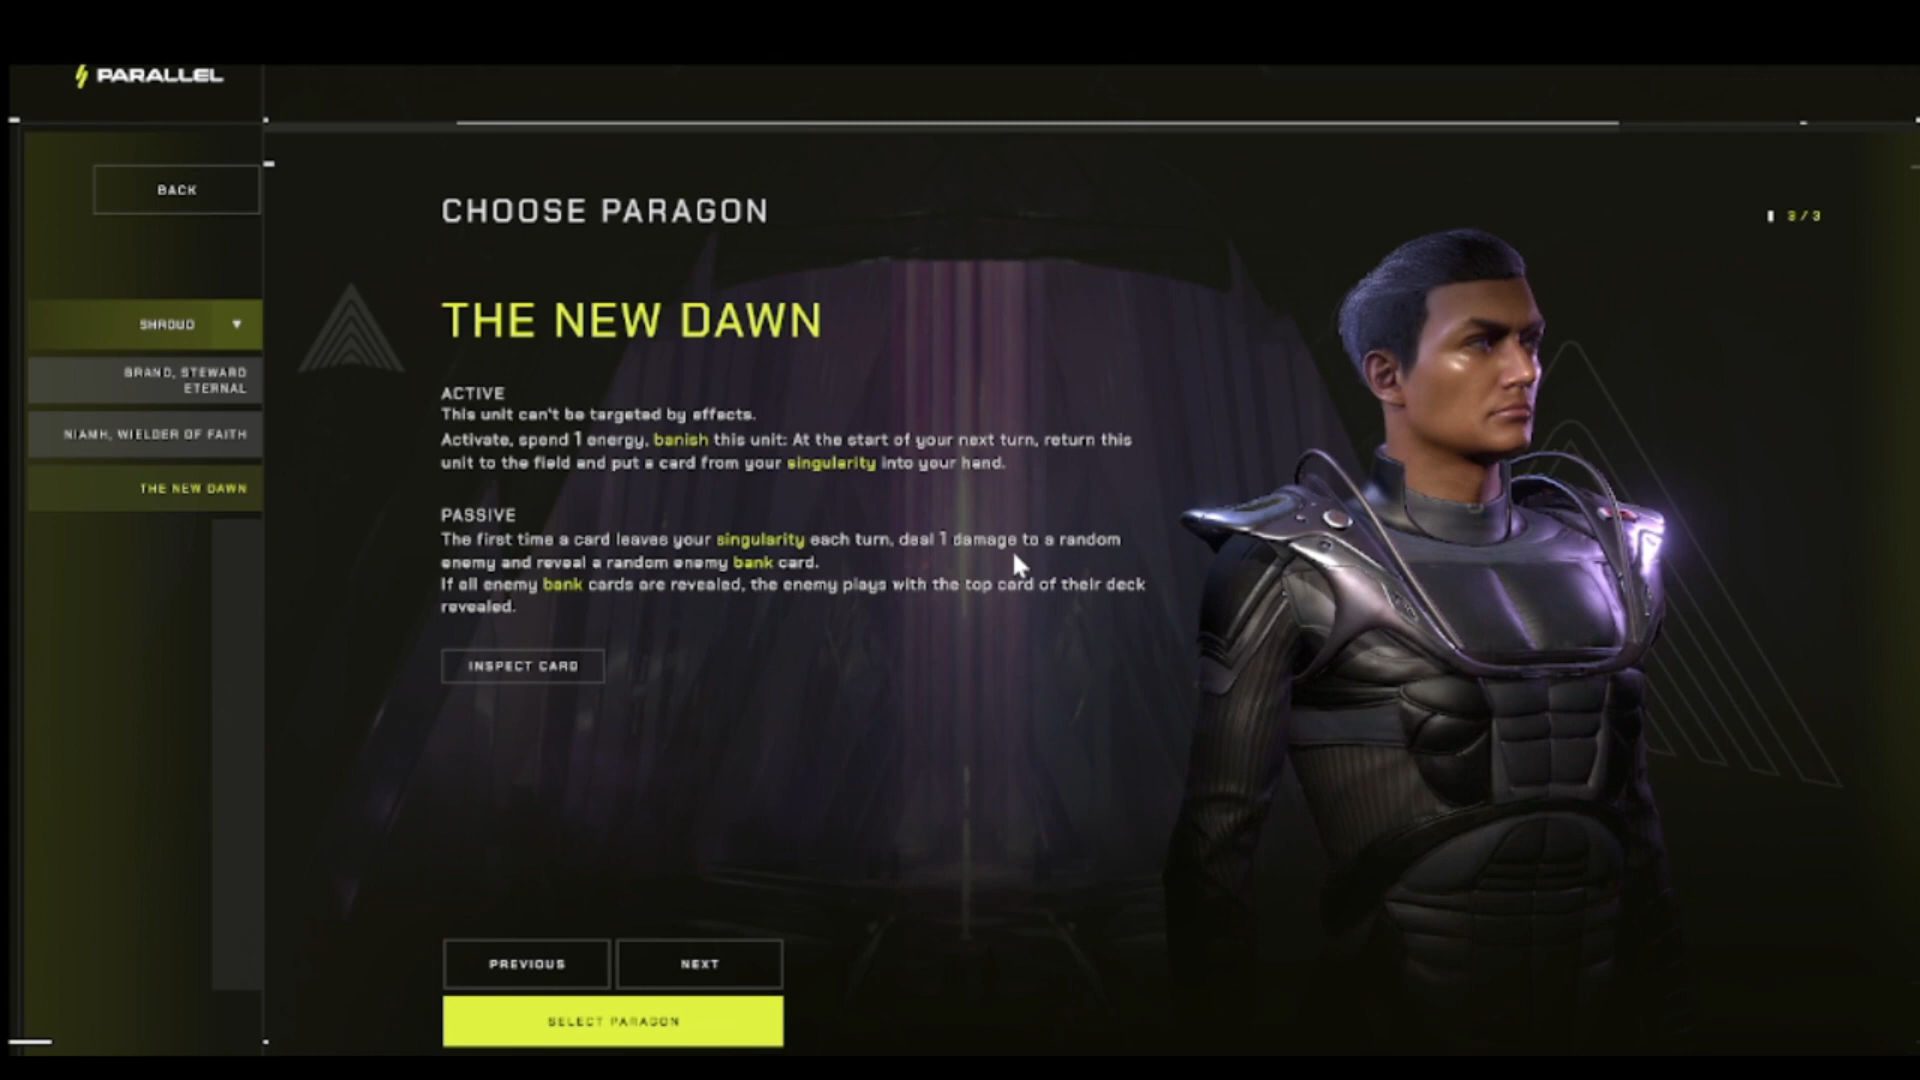 PARALLEL
BACK
CHOOSE PARAGON
3/3
THE NEW DAWN
SHROUD
BRAND, STEWARD
ETERNAL
NIAMH, WIELDER OF FAITH
THE NEW DAWN
ACTIVE
This unit can't be targeted by effects.
Activate, spend 1 energy, banish this unit: At the start of your next turn, return this
unit to the field and put a card from your singularity into your hand.
PASSIVE
The first time a card leaves your singularity each turn, deal 1 damage to a random
enemy and reveal a random enemy bank card.
If all enemy bank cards are revealed, the enemy plays with the top card of their deck
revealed.
INSPECT CARD
PREVIOUS
NEXT
SELECT PARAGON